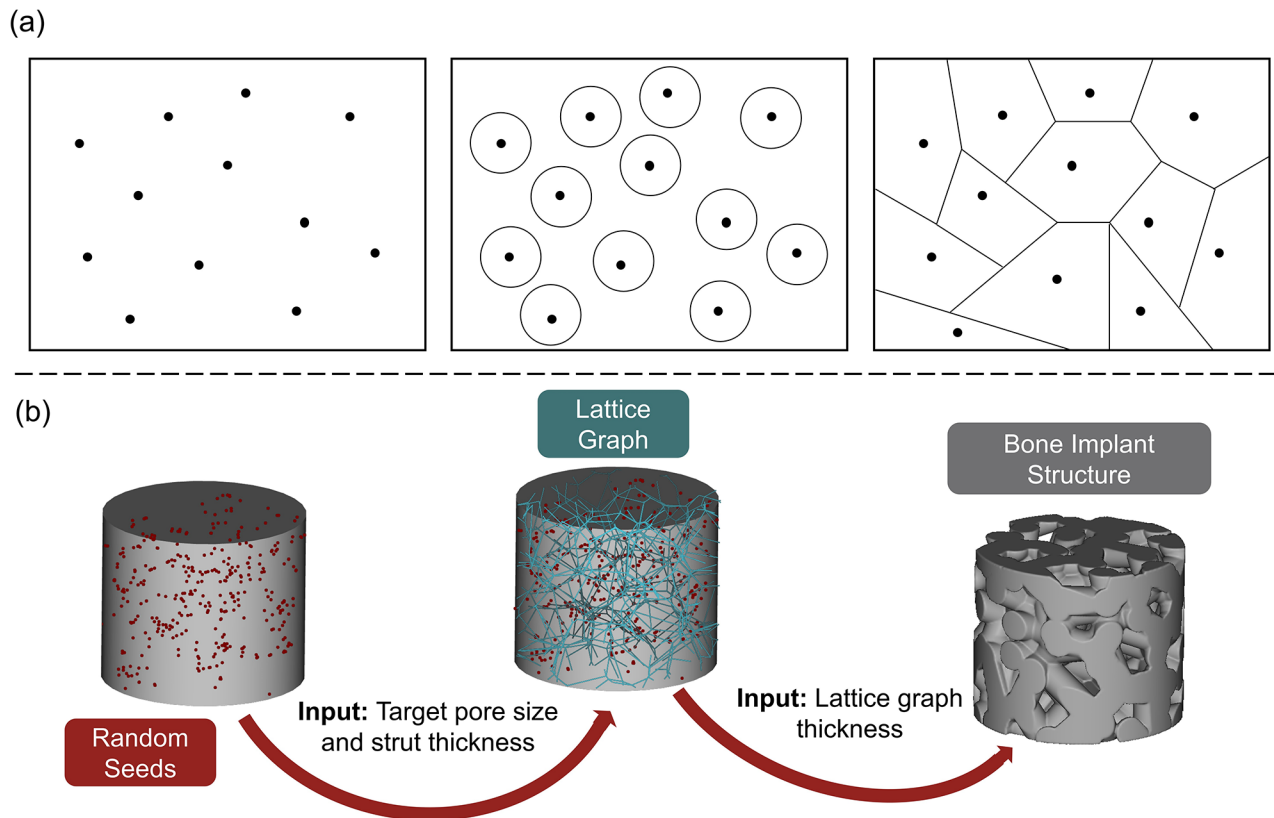 (a)
(b)
Lattice
Graph
Bone Implant
Structure
Input: Target pore size
and strut thickness
Input: Lattice graph
thickness
Random
Seeds